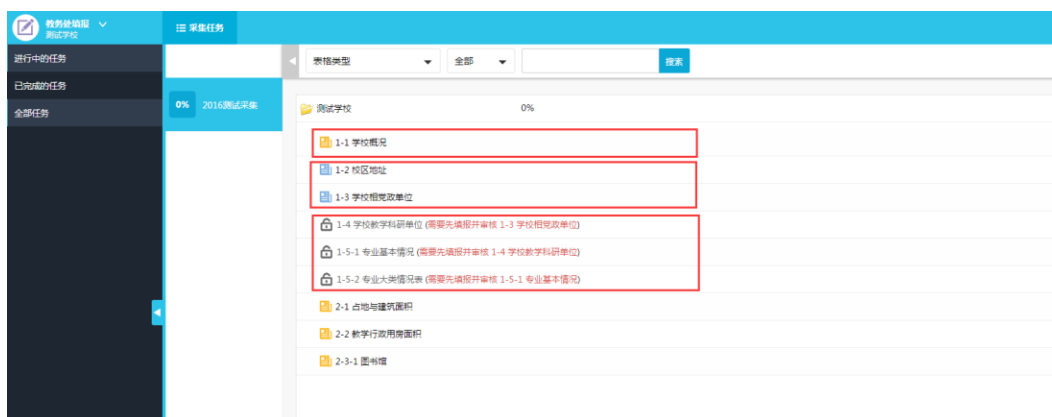 教务处填报
测试学校
采集任务
进行中的任务
已完成的任务
全部任务
0% 2016测试采集
表格类型 全部 搜索
测试学校 0%
1-1 学校概况
1-2 校区地址
1-3 学校相党政单位
1-4 学校教学科研单位 (需要先填报并审核 1-3 学校相党政单位)
1-5-1 专业基本情况 (需要先填报并审核 1-4 学校教学科研单位)
1-5-2 专业大类情况表 (需要先填报并审核 1-5-1 专业基本情况)
2-1 占地与建筑面积
2-2 教学行政用房面积
2-3-1 图书馆